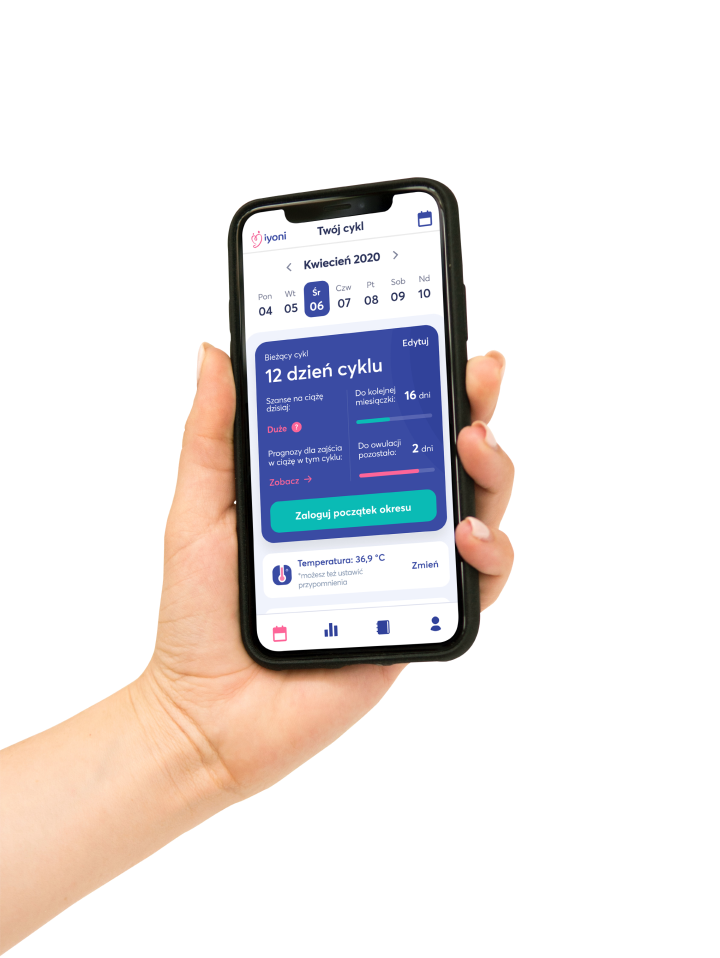 iyoni
Twój cykl
Kwiecień 2020
Pon Wt Śr Czw Pt Sob Nd
04 05 06 07 08 09 10
Bieżący cykl
Edytuj
12 dzień cyklu
Szanse na ciążę
dzisiaj:
Duże ?
Prognozy dla zajścia
w ciążę w tym cyklu:
Zobacz →
Do kolejnej
miesiączki:
16 dni
Do owulacji
pozostało:
2 dni
Zaloguj początek okresu
Temperatura: 36,9 °C
*możesz też ustawić
przypomnienia
Zmień